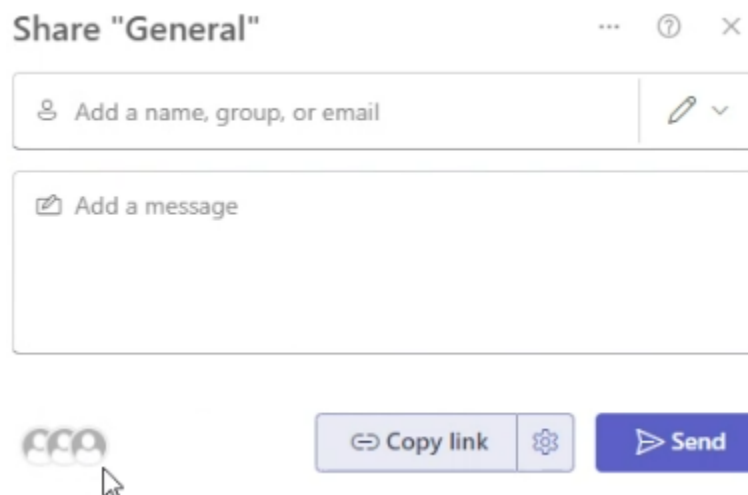 Share "General"
Add a name, group, or email
Add a message
Copy link
Send